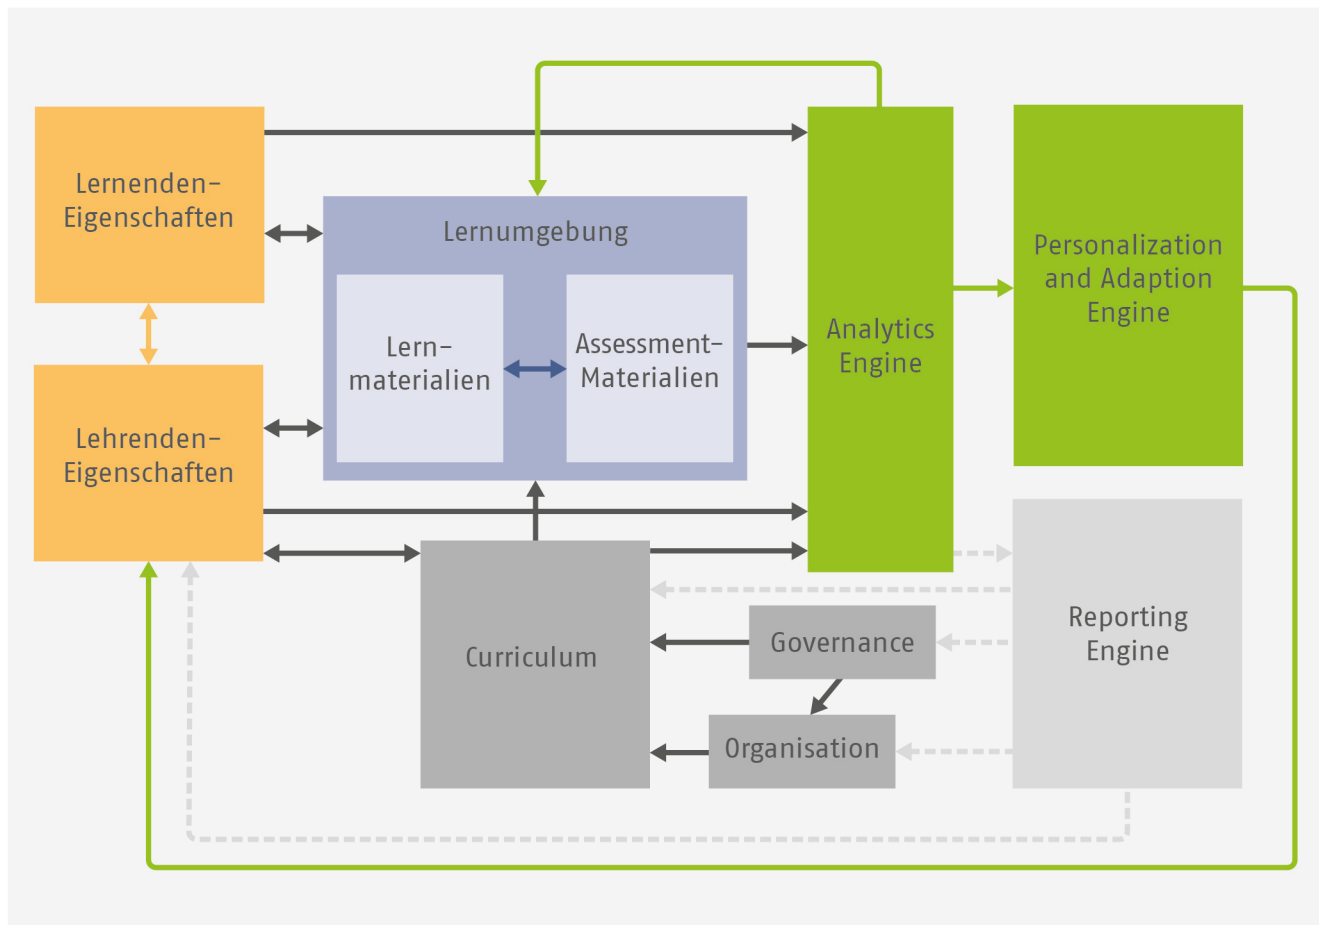 Lernenden-
Eigenschaften
Lernumgebung
Lern-
materialien
Assessment-
Materialien
Lehrenden-
Eigenschaften
Analytics
Engine
Personalization
and Adaption
Engine
Curriculum
Governance
Organisation
Reporting
Engine